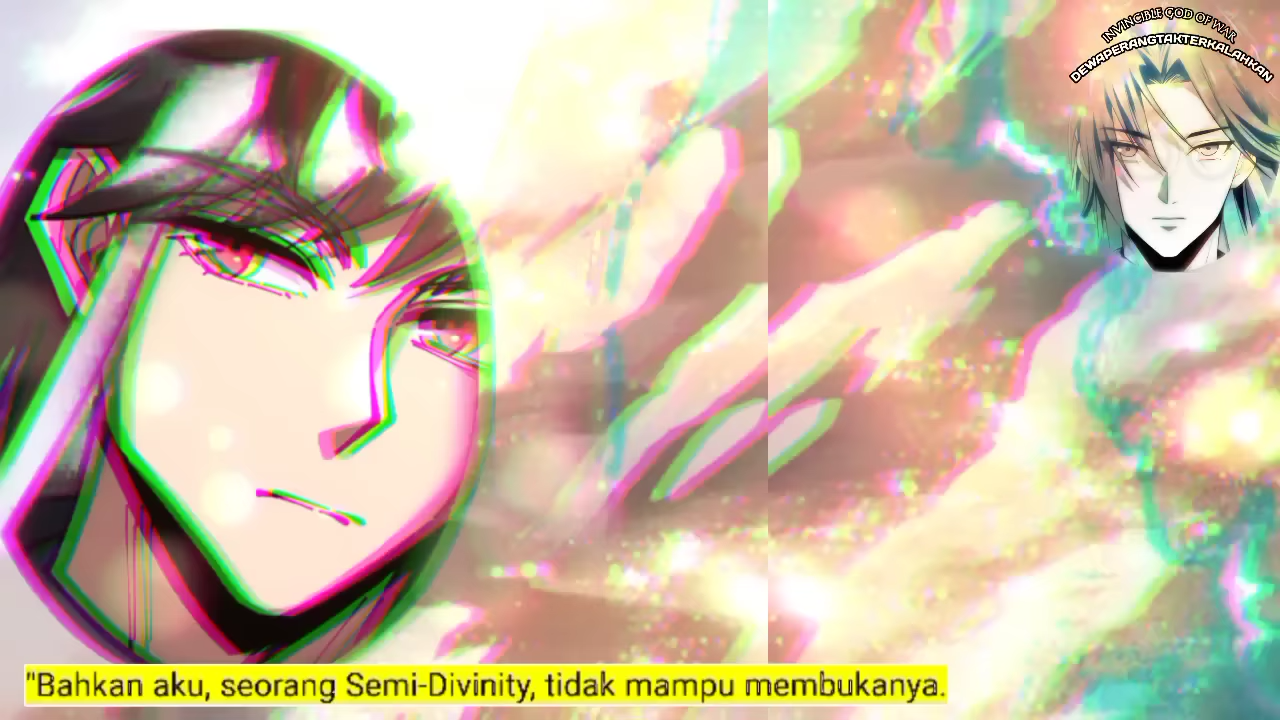 INVINCIBLE GOD OF WAR
DEWAPERANGTAKTERKALAHKAN
"Bahkan aku, seorang Semi-Divinity, tidak mampu membukanya.